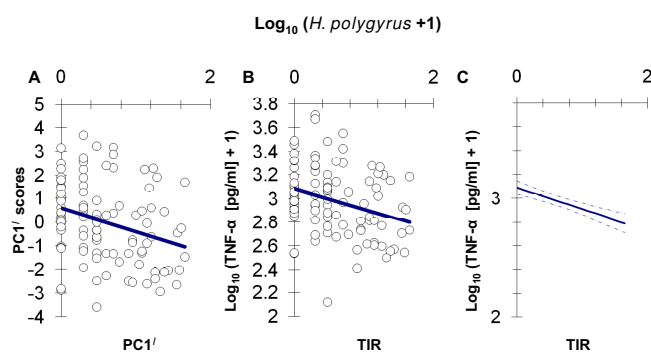 Log₁₀ (H. polygyrus +1)
A 0 2 B 0 2 C 0 2
PC1/ scores
5
4
3
2
1
0
-1
-2
-3
-4
PC1/
Log₁₀ (TNF-α [pg/ml] + 1)
3.8
3.6
3.4
3.2
3
2.8
2.6
2.4
2.2
2
TIR
Log₁₀ (TNF-α [pg/ml] + 1)
3
2
TIR